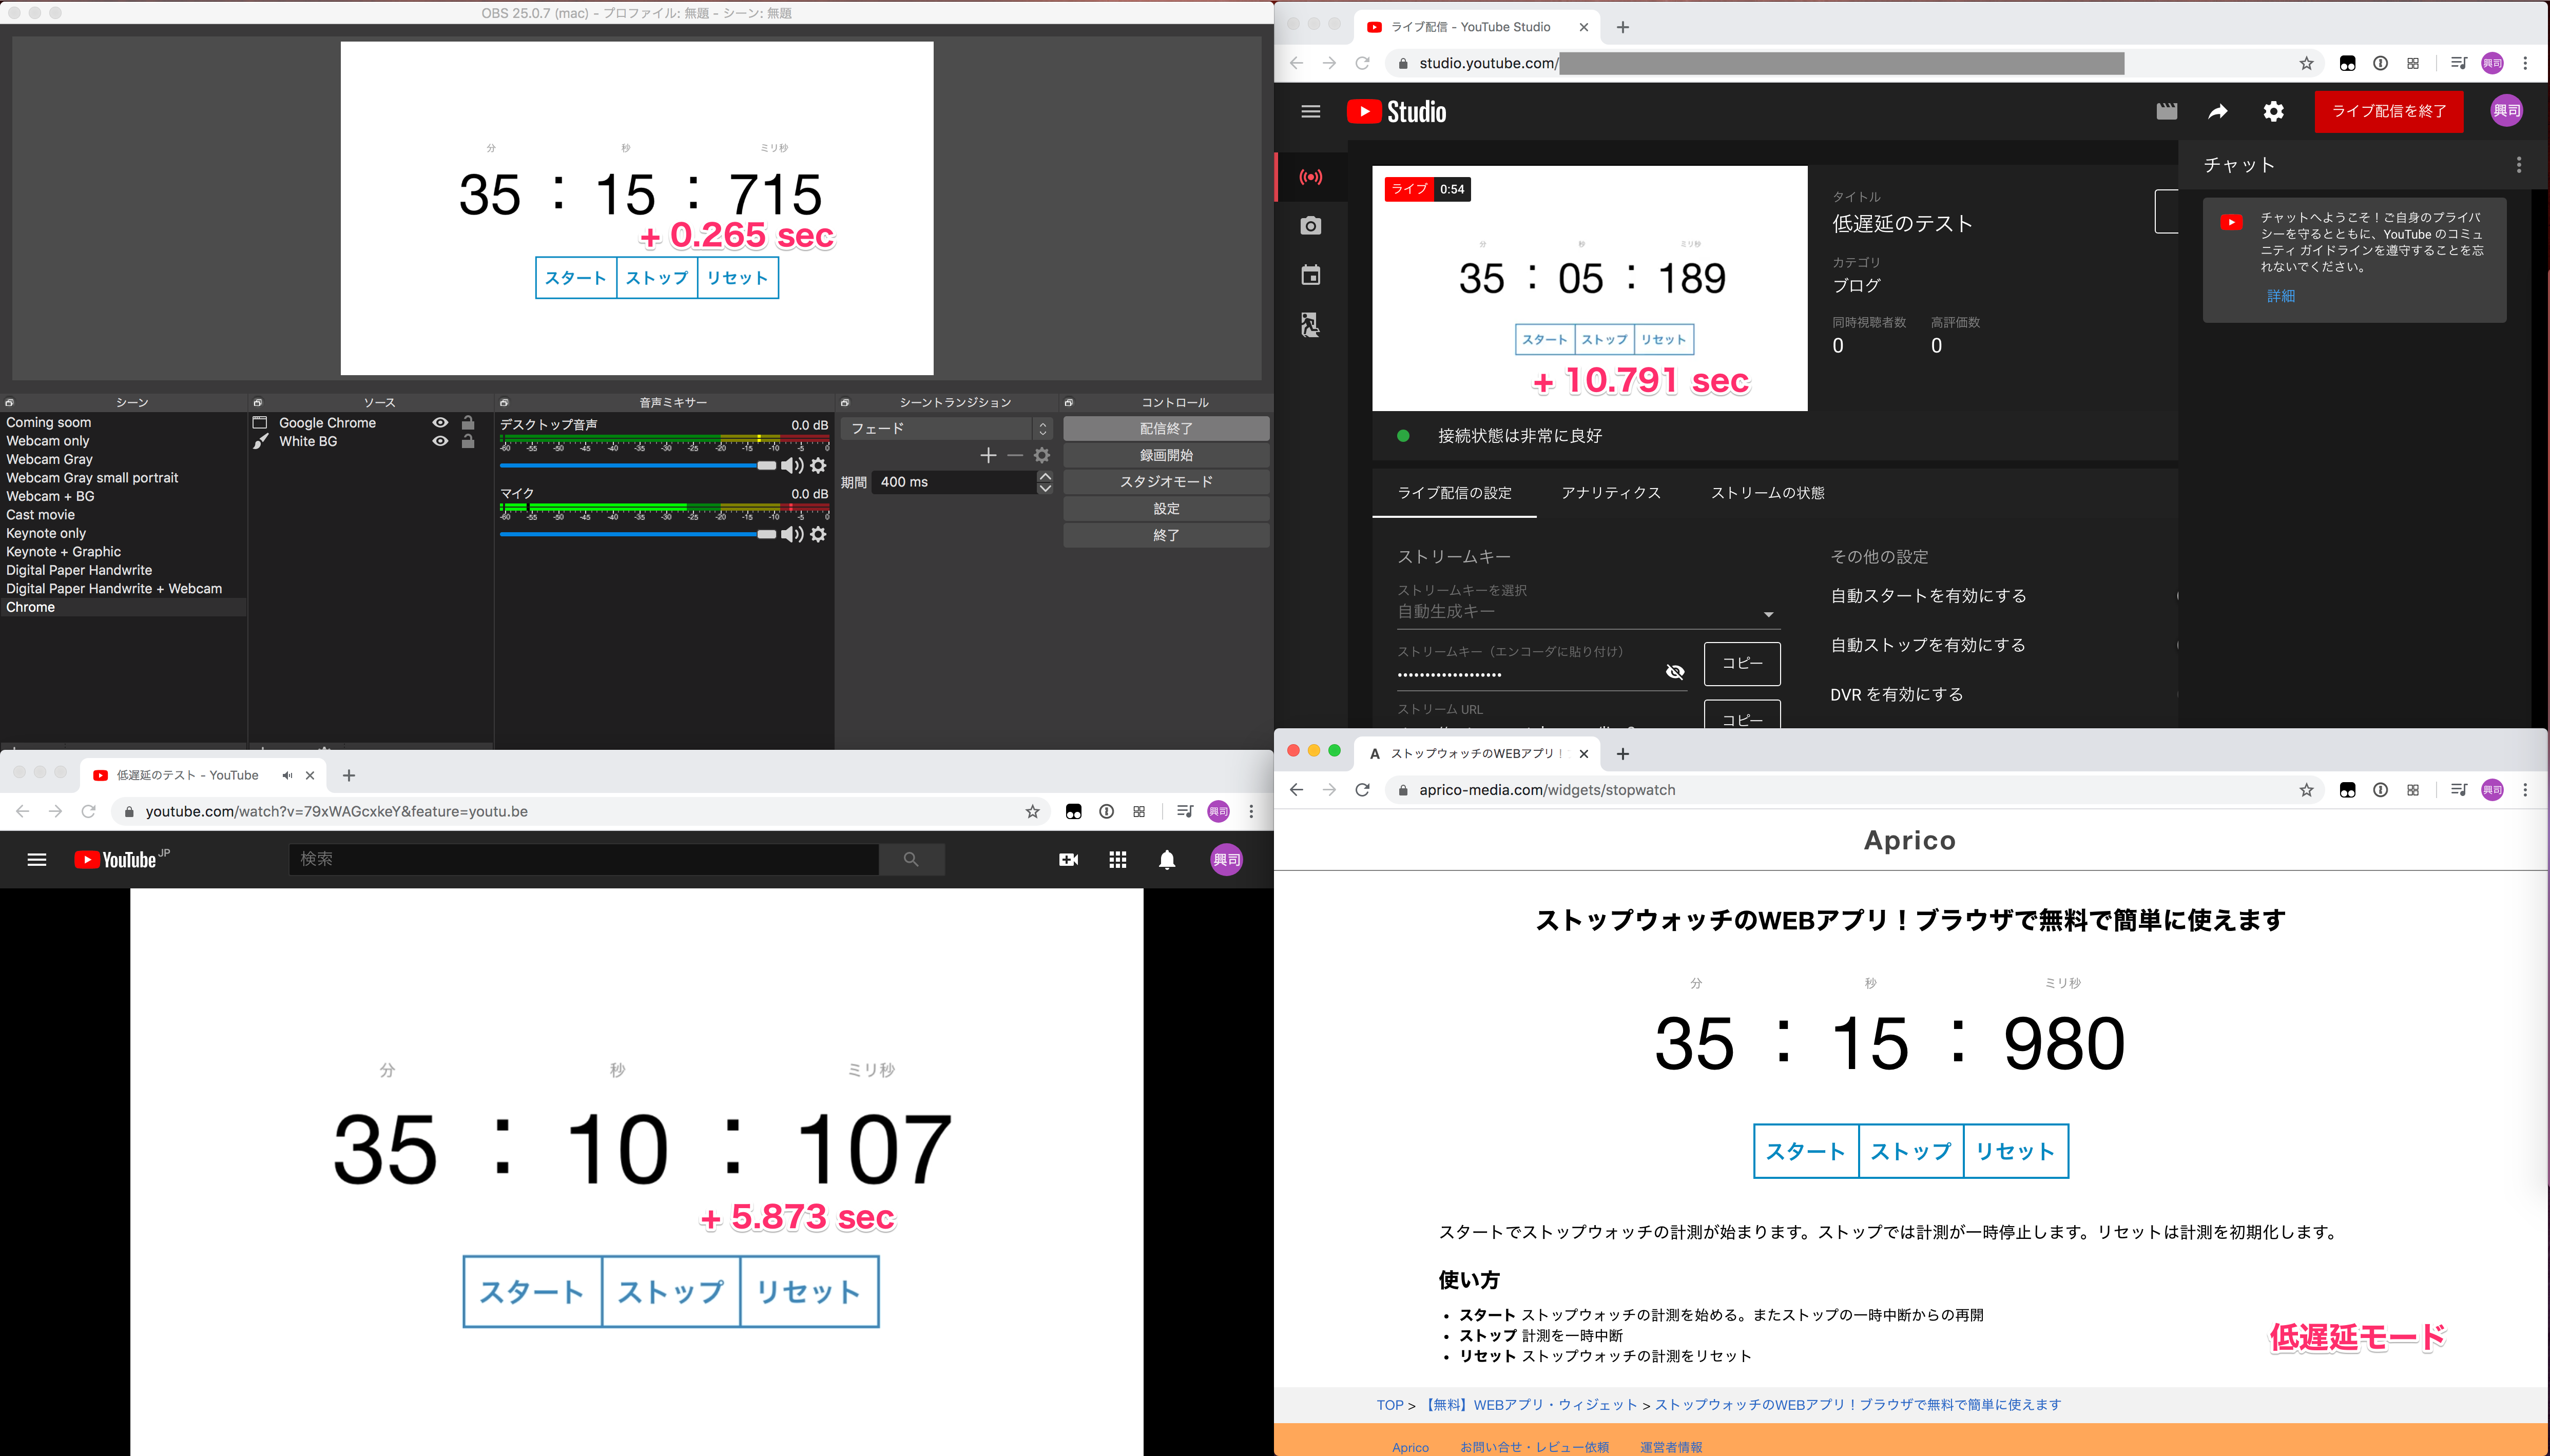 OBS 25.0.7 (mac) - プロファイル: 無題 - シーン: 無題
分 秒 ミリ秒
35 : 15 : 715
+ 0.265 sec
スタート ストップ リセット
シーン
Coming soom
Webcam only
Webcam Gray
Webcam Gray small portrait
Webcam + BG
Cast movie
Keynote only
Keynote + Graphic
Digital Paper Handwrite
Digital Paper Handwrite + Webcam
Chrome
ソース
Google Chrome
White BG
音声ミキサー
デスクトップ音声 0.0 dB
-60 -55 -50 -45 -40 -35 -30 -25 -20 -15 -10 -5 0
マイク 0.0 dB
-60 -55 -50 -45 -40 -35 -30 -25 -20 -15 -10 -5 0
シーントランジション
フェード
期間 400 ms
コントロール
配信終了
録画開始
スタジオモード
設定
終了
ライブ配信 - YouTube Studio
studio.youtube.com/
興司
Studio
ライブ配信を終了
興司
ライブ 0:54
分 秒 ミリ秒
35 : 05 : 189
スタート ストップ リセット
+ 10.791 sec
タイトル
低遅延のテスト
カテゴリ
ブログ
同時視聴者数 高評価数
0 0
チャット
チャットへようこそ！ご自身のプライバ
シーを守るとともに、YouTube のコミュ
ニティ ガイドラインを遵守することを忘
れないでください。
詳細
接続状態は非常に良好
ライブ配信の設定 アナリティクス ストリームの状態
ストリームキー
ストリームキーを選択
自動生成キー
ストリームキー（エンコーダに貼り付け）
••••••••••••••••••• コピー
ストリーム URL
コピー
その他の設定
自動スタートを有効にする
自動ストップを有効にする
DVR を有効にする
低遅延のテスト - YouTube
youtube.com/watch?v=79xWAGcxkeY&feature=youtu.be
興司
YouTube JP
検索
興司
分 秒 ミリ秒
35 : 10 : 107
+ 5.873 sec
スタート ストップ リセット
A ストップウォッチのWEBアプリ！
aprico-media.com/widgets/stopwatch
興司
Aprico
ストップウォッチのWEBアプリ！ブラウザで無料で簡単に使えます
分 秒 ミリ秒
35 : 15 : 980
スタート ストップ リセット
スタートでストップウォッチの計測が始まります。ストップでは計測が一時停止します。リセットは計測を初期化します。
使い方
• スタート ストップウォッチの計測を始める。またストップの一時中断からの再開
• ストップ 計測を一時中断
• リセット ストップウォッチの計測をリセット
低遅延モード
TOP > 【無料】WEBアプリ・ウィジェット > ストップウォッチのWEBアプリ！ブラウザで無料で簡単に使えます
Aprico お問い合せ・レビュー依頼 運営者情報